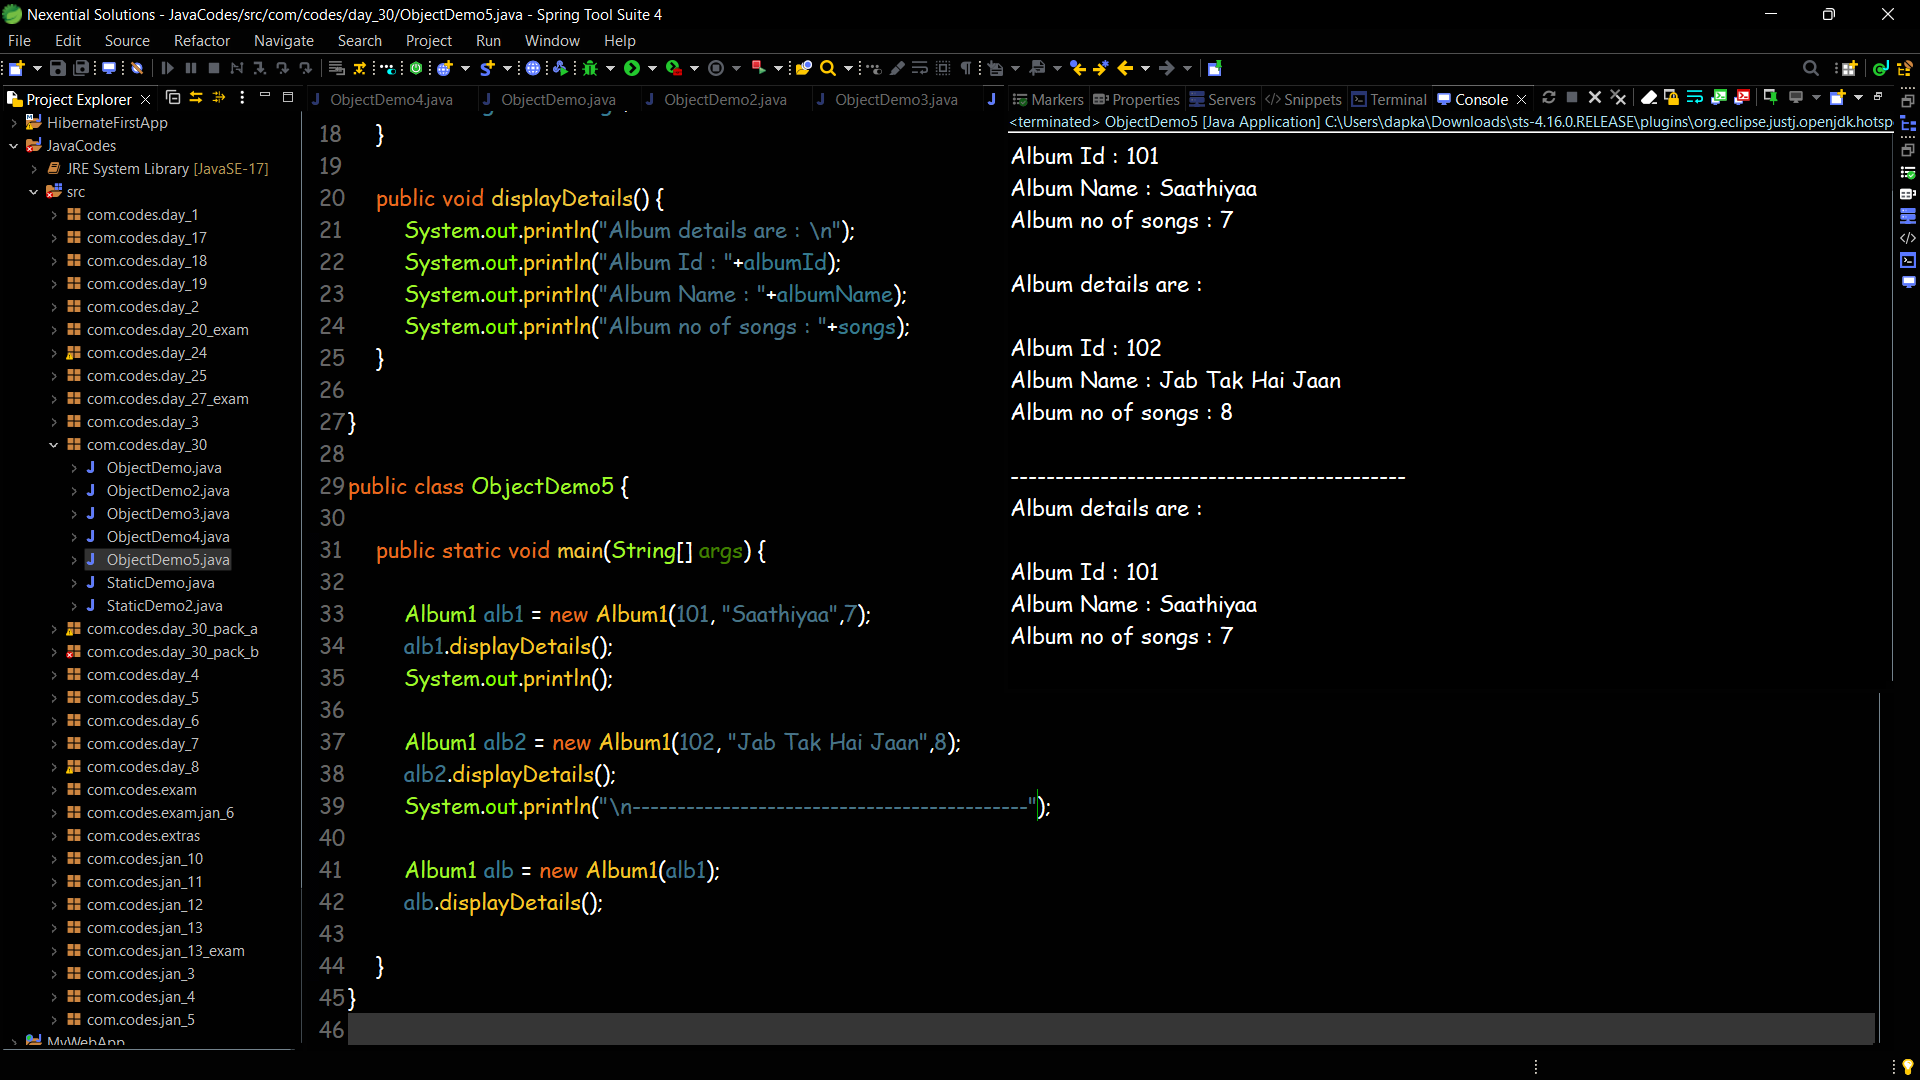 Nexential Solutions - JavaCodes/src/com/codes/day_30/ObjectDemo5.java - Spring Tool Suite 4
File Edit Source Refactor Navigate Search Project Run Window Help
Project Explorer
HibernateFirstApp
JavaCodes
JRE System Library [JavaSE-17]
src
com.codes.day_1
com.codes.day_17
com.codes.day_18
com.codes.day_19
com.codes.day_2
com.codes.day_20_exam
com.codes.day_24
com.codes.day_25
com.codes.day_27_exam
com.codes.day_3
com.codes.day_30
ObjectDemo.java
ObjectDemo2.java
ObjectDemo3.java
ObjectDemo4.java
ObjectDemo5.java
StaticDemo.java
StaticDemo2.java
com.codes.day_30_pack_a
com.codes.day_30_pack_b
com.codes.day_4
com.codes.day_5
com.codes.day_6
com.codes.day_7
com.codes.day_8
com.codes.exam
com.codes.exam.jan_6
com.codes.extras
com.codes.jan_10
com.codes.jan_11
com.codes.jan_12
com.codes.jan_13
com.codes.jan_13_exam
com.codes.jan_3
com.codes.jan_4
com.codes.jan_5
MyWebApp
ObjectDemo4.java ObjectDemo.java ObjectDemo2.java ObjectDemo3.java
18 }
19
20 public void displayDetails() {
21 System.out.println("Album details are : \n");
22 System.out.println("Album Id : "+albumId);
23 System.out.println("Album Name : "+albumName);
24 System.out.println("Album no of songs : "+songs);
25 }
26
27 }
28
29 public class ObjectDemo5 {
30
31 public static void main(String[] args) {
32
33 Album1 alb1 = new Album1(101, "Saathiyaa",7);
34 alb1.displayDetails();
35 System.out.println();
36
37 Album1 alb2 = new Album1(102, "Jab Tak Hai Jaan",8);
38 alb2.displayDetails();
39 System.out.println("\n--------------------------------------------");
40
41 Album1 alb = new Album1(alb1);
42 alb.displayDetails();
43
44 }
45 }
46
Markers Properties Servers Snippets Terminal Console
<terminated> ObjectDemo5 [Java Application] C:\Users\dapka\Downloads\sts-4.16.0.RELEASE\plugins\org.eclipse.justj.openjdk.hotsp
Album Id : 101
Album Name : Saathiyaa
Album no of songs : 7
Album details are :
Album Id : 102
Album Name : Jab Tak Hai Jaan
Album no of songs : 8
--------------------------------------------
Album details are :
Album Id : 101
Album Name : Saathiyaa
Album no of songs : 7